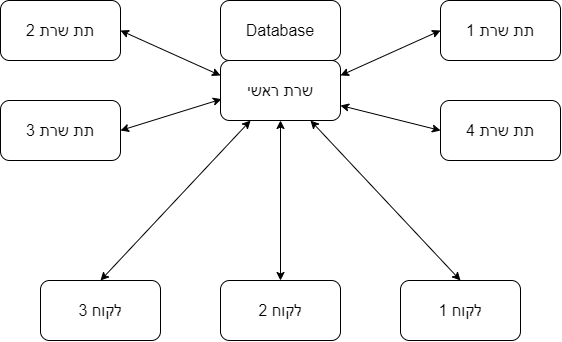 תת שרת 1
Database
תת שרת 2
שרת ראשי
תת שרת 4
תת שרת 3
לקוח 1
לקוח 2
לקוח 3